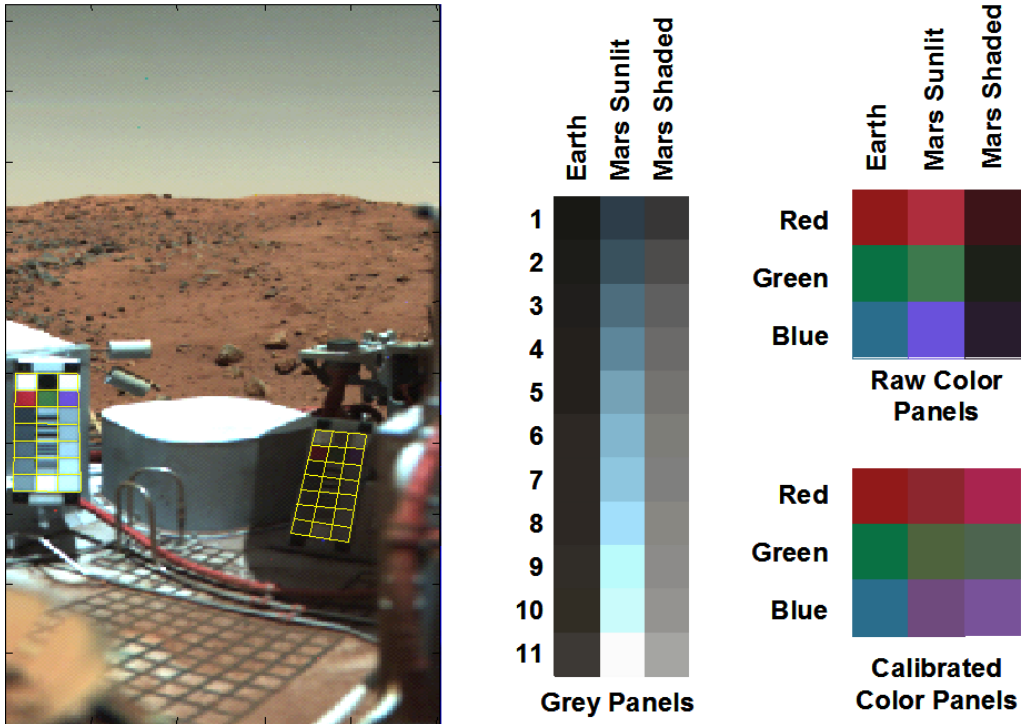 Earth
Mars Sunlit
Mars Shaded
1
2
3
4
5
6
7
8
9
10
11
Grey Panels
Earth
Mars Sunlit
Mars Shaded
Red
Green
Blue
Raw Color
Panels
Red
Green
Blue
Calibrated
Color Panels